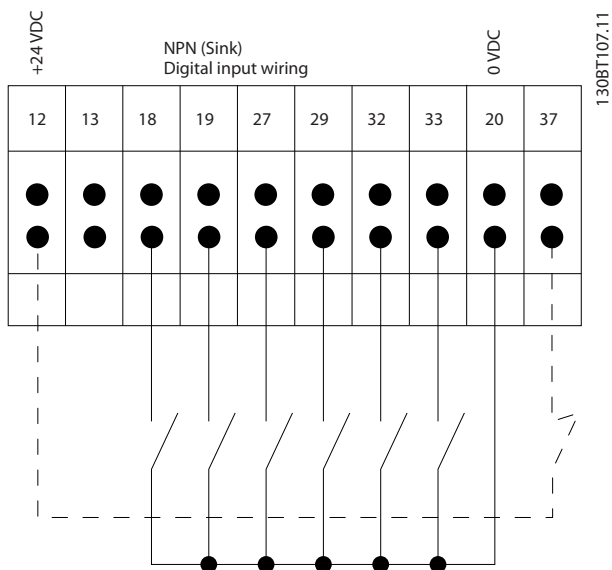 +24 VDC
NPN (Sink)
Digital input wiring
0 VDC
130BT107.11
12 13 18 19 27 29 32 33 20 37